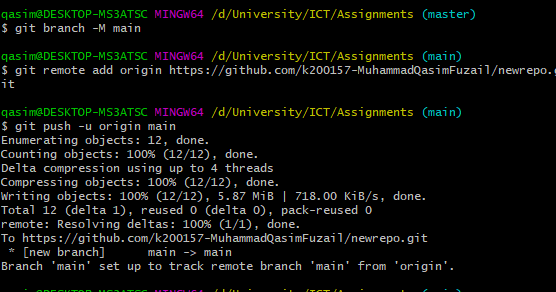 qasim@DESKTOP-MS3ATSC MINGW64 /d/University/ICT/Assignments (master)
$ git branch -M main
qasim@DESKTOP-MS3ATSC MINGW64 /d/University/ICT/Assignments (main)
$ git remote add origin https://github.com/k200157-MuhammadQasimFuzail/newrepo.g
it
qasim@DESKTOP-MS3ATSC MINGW64 /d/University/ICT/Assignments (main)
$ git push -u origin main
Enumerating objects: 12, done.
Counting objects: 100% (12/12), done.
Delta compression using up to 4 threads
Compressing objects: 100% (12/12), done.
Writing objects: 100% (12/12), 5.87 MiB | 718.00 KiB/s, done.
Total 12 (delta 1), reused 0 (delta 0), pack-reused 0
remote: Resolving deltas: 100% (1/1), done.
To https://github.com/k200157-MuhammadQasimFuzail/newrepo.git
 * [new branch]      main -> main
Branch 'main' set up to track remote branch 'main' from 'origin'.